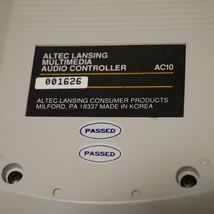 ALTEC LANSING
MULTIMEDIA
AUDIO CONTROLLER AC10
001626
ALTEC LANSING CONSUMER PRODUCTS
MILFORD, PA 18337 MADE IN KOREA
PASSED
PASSED